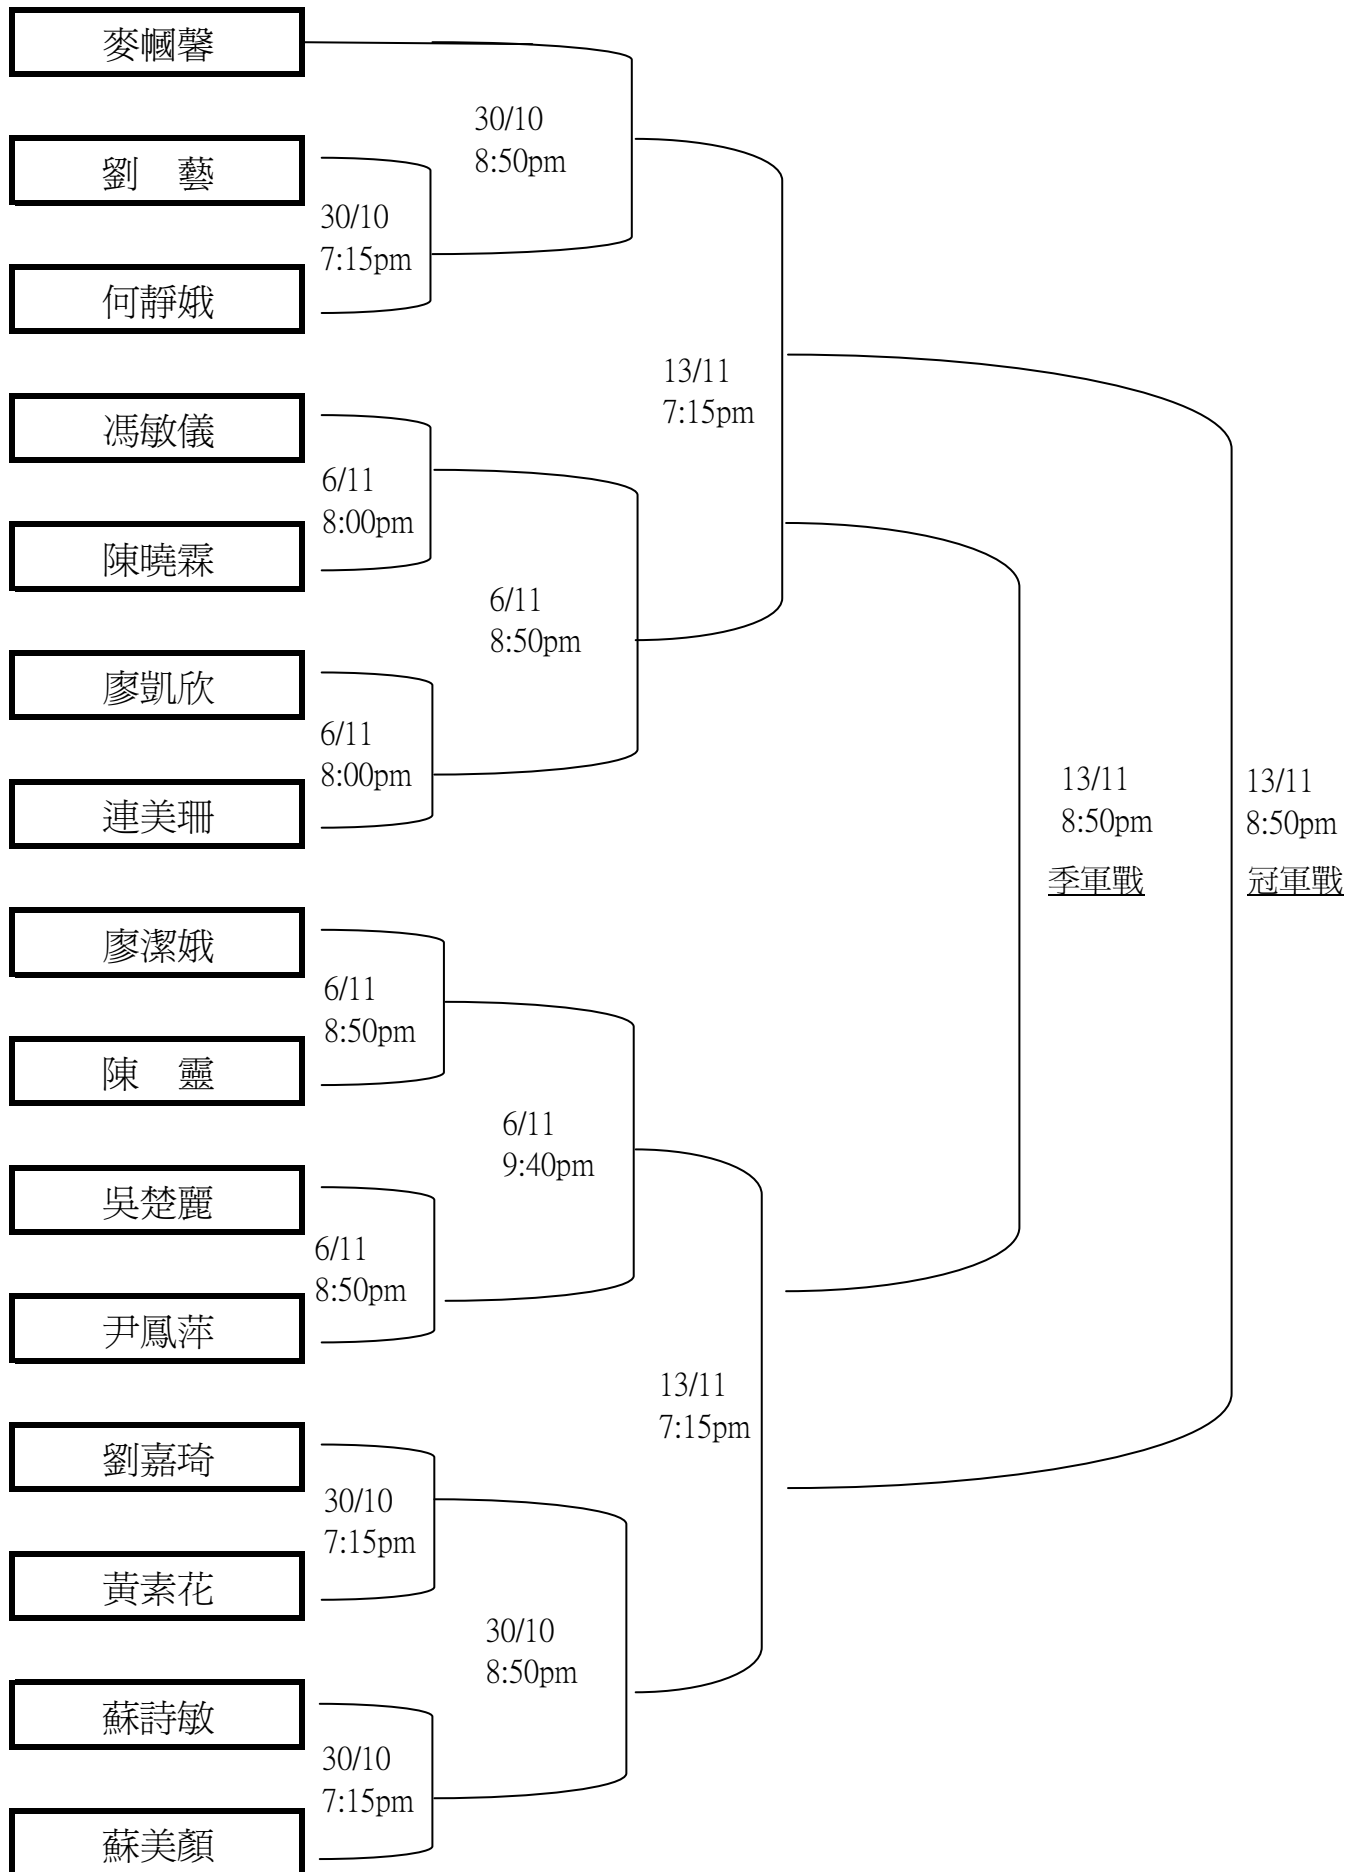 麥幗馨
30/10
8:50pm
劉　藝
30/10
7:15pm
何靜娥
13/11
7:15pm
馮敏儀
6/11
8:00pm
陳曉霖
6/11
8:50pm
廖凱欣
6/11
8:00pm
連美珊
13/11
8:50pm
季軍戰
13/11
8:50pm
冠軍戰
廖潔娥
6/11
8:50pm
陳　靈
6/11
9:40pm
吳楚麗
6/11
8:50pm
尹鳳萍
13/11
7:15pm
劉嘉琦
30/10
7:15pm
黃素花
30/10
8:50pm
蘇詩敏
30/10
7:15pm
蘇美顏